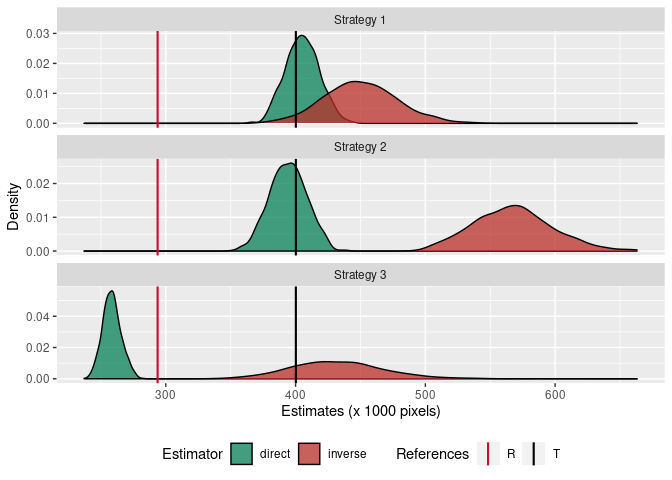 Strategy 1
0.03
0.02
0.01
0.00
Strategy 2
0.02
0.01
0.00
Density
Strategy 3
0.04
0.02
0.00
300 400 500 600
Estimates (x 1000 pixels)
Estimator direct inverse References R T